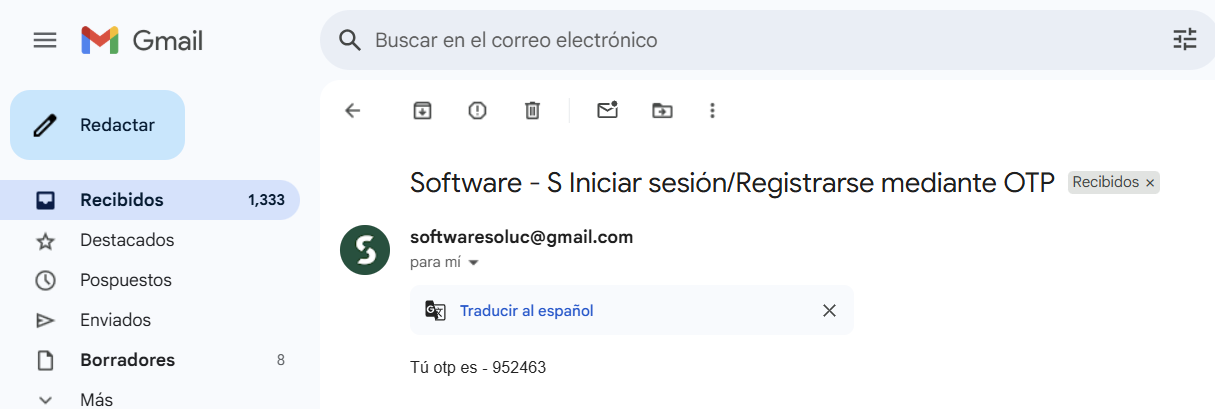 Gmail
Buscar en el correo electrónico
Redactar
Recibidos 1,333
Destacados
Pospuestos
Enviados
Borradores 8
Más
Software - S Iniciar sesión/Registrarse mediante OTP Recibidos ×
S
softwaresoluc@gmail.com
para mí
Traducir al español
Tú otp es - 952463